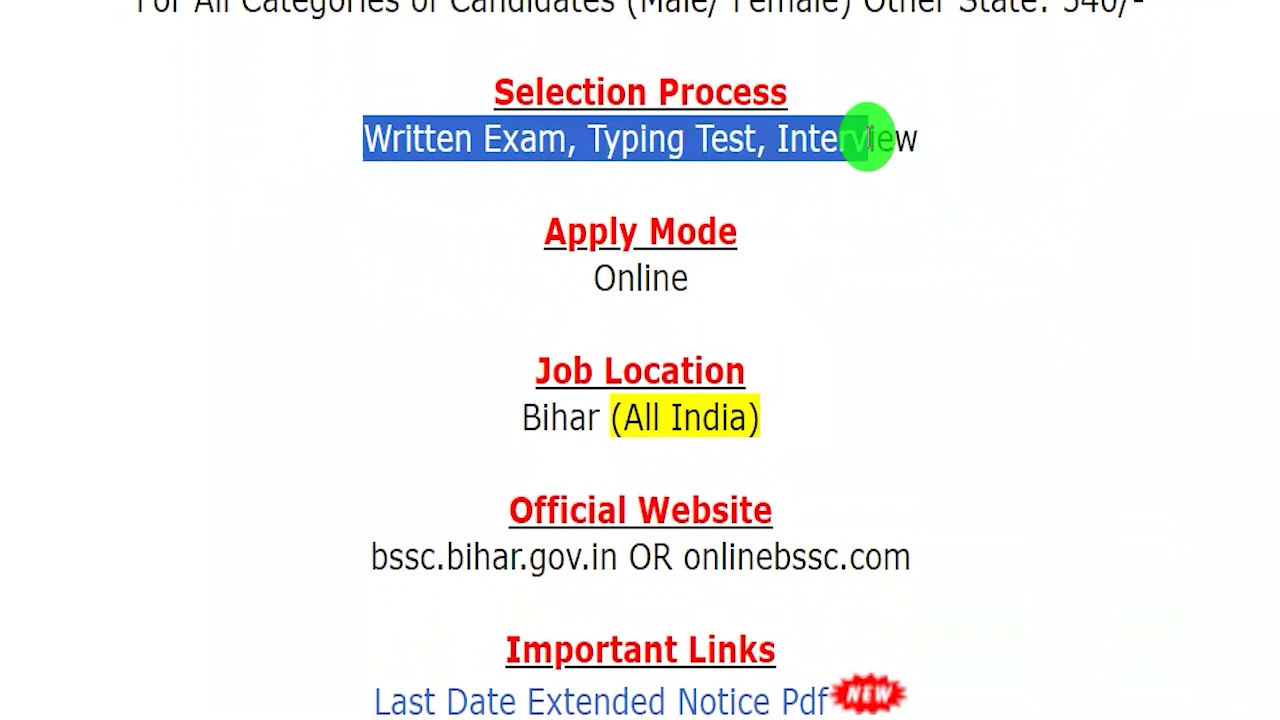 For All Categories of Candidates (Male/ Female) Other State: 540/-
Selection Process
Written Exam, Typing Test, Interview
Apply Mode
Online
Job Location
Bihar (All India)
Official Website
bssc.bihar.gov.in OR onlinebssc.com
Important Links
Last Date Extended Notice Pdf NEW